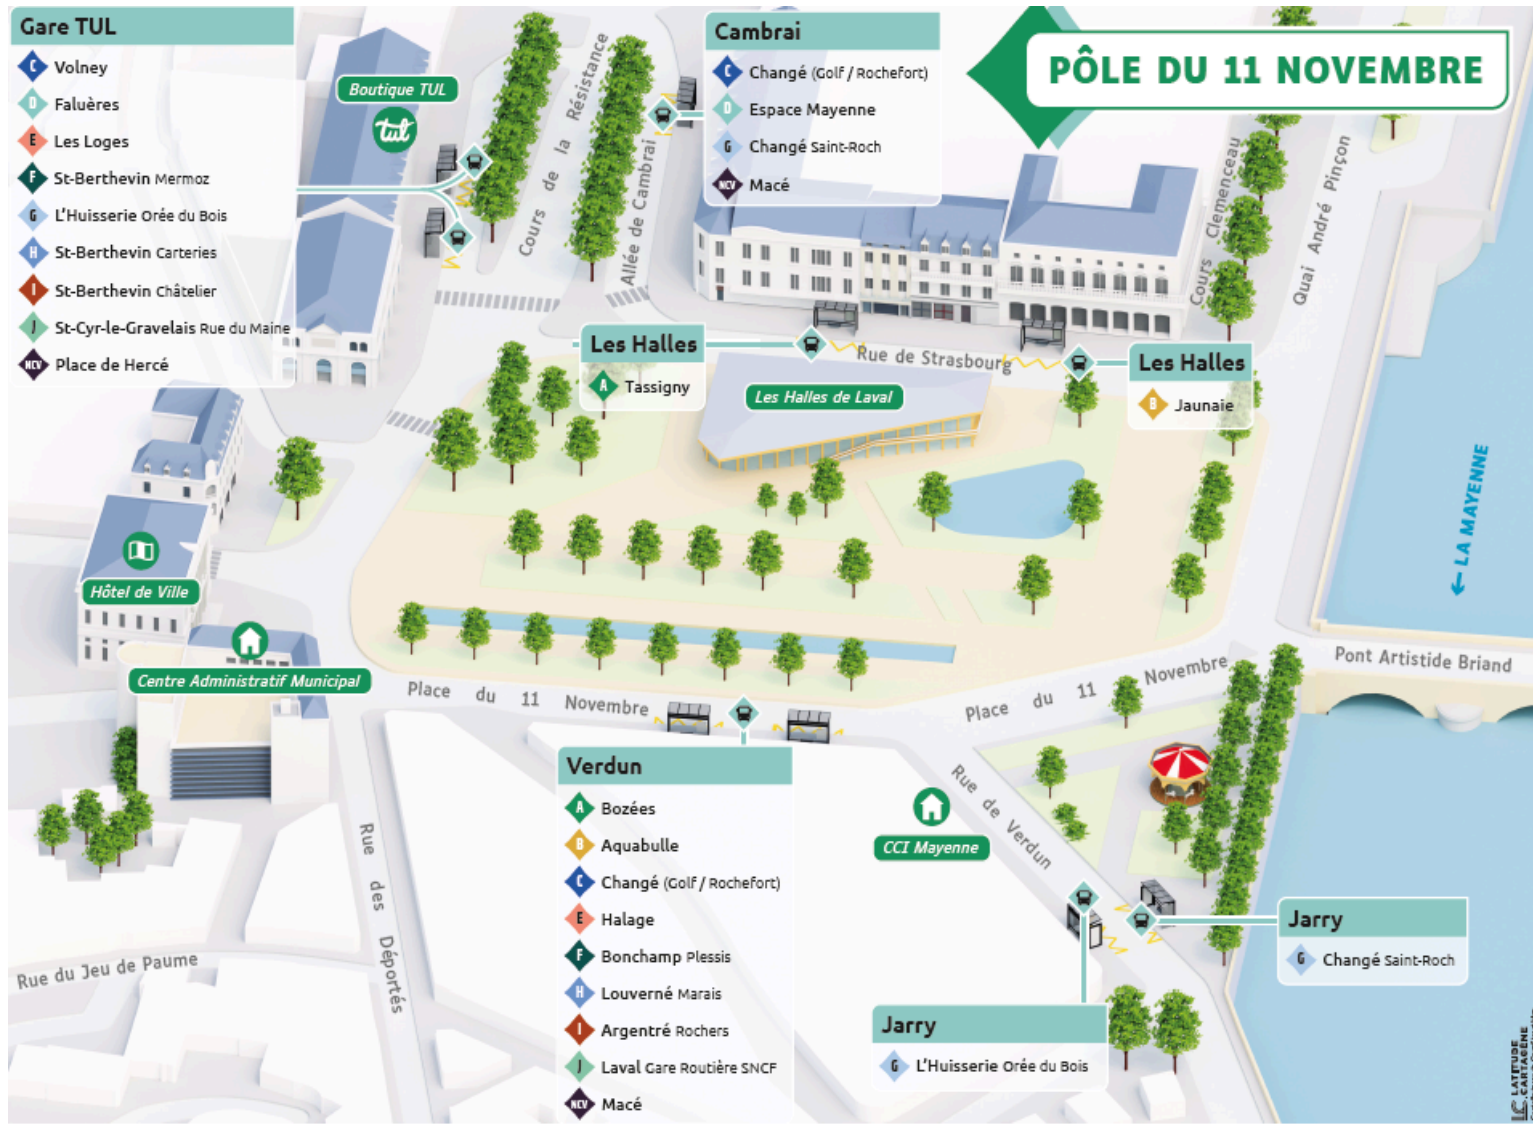 PÔLE DU 11 NOVEMBRE
Gare TUL
C Volney
D Faluères
E Les Loges
F St-Berthevin Mermoz
G L'Huisserie Orée du Bois
H St-Berthevin Carteries
I St-Berthevin Châtelier
J St-Cyr-le-Gravelais Rue du Maine
NCV Place de Hercé
Boutique TUL
tul
Cours de la Résistance
Allée de Cambrai
Cambrai
C Changé (Golf / Rochefort)
D Espace Mayenne
G Changé Saint-Roch
NCV Macé
Cours Clemenceau
Quai André Pinçon
Les Halles
A Tassigny
Rue de Strasbourg
Les Halles de Laval
Les Halles
B Jaunaie
← LA MAYENNE
Hôtel de Ville
Centre Administratif Municipal
Place du 11 Novembre
Place du 11 Novembre
Pont Artistide Briand
Verdun
A Bozées
B Aquabulle
C Changé (Golf / Rochefort)
E Halage
F Bonchamp Plessis
H Louverné Marais
I Argentré Rochers
J Laval Gare Routière SNCF
NCV Macé
Rue de Verdun
CCI Mayenne
Rue des Déportés
Rue du Jeu de Paume
Jarry
G Changé Saint-Roch
Jarry
G L'Huisserie Orée du Bois
LC LATITUDE
CARTAGÈNE